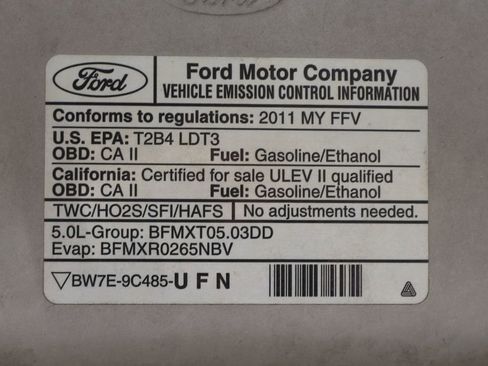 Ford
Ford
Ford Motor Company
VEHICLE EMISSION CONTROL INFORMATION
Conforms to regulations: 2011 MY FFV
U.S. EPA: T2B4 LDT3
OBD: CA II Fuel: Gasoline/Ethanol
California: Certified for sale ULEV II qualified
OBD: CA II Fuel: Gasoline/Ethanol
TWC/HO2S/SFI/HAFS No adjustments needed.
5.0L-Group: BFMXT05.03DD
Evap: BFMXR0265NBV
BW7E-9C485-U F N